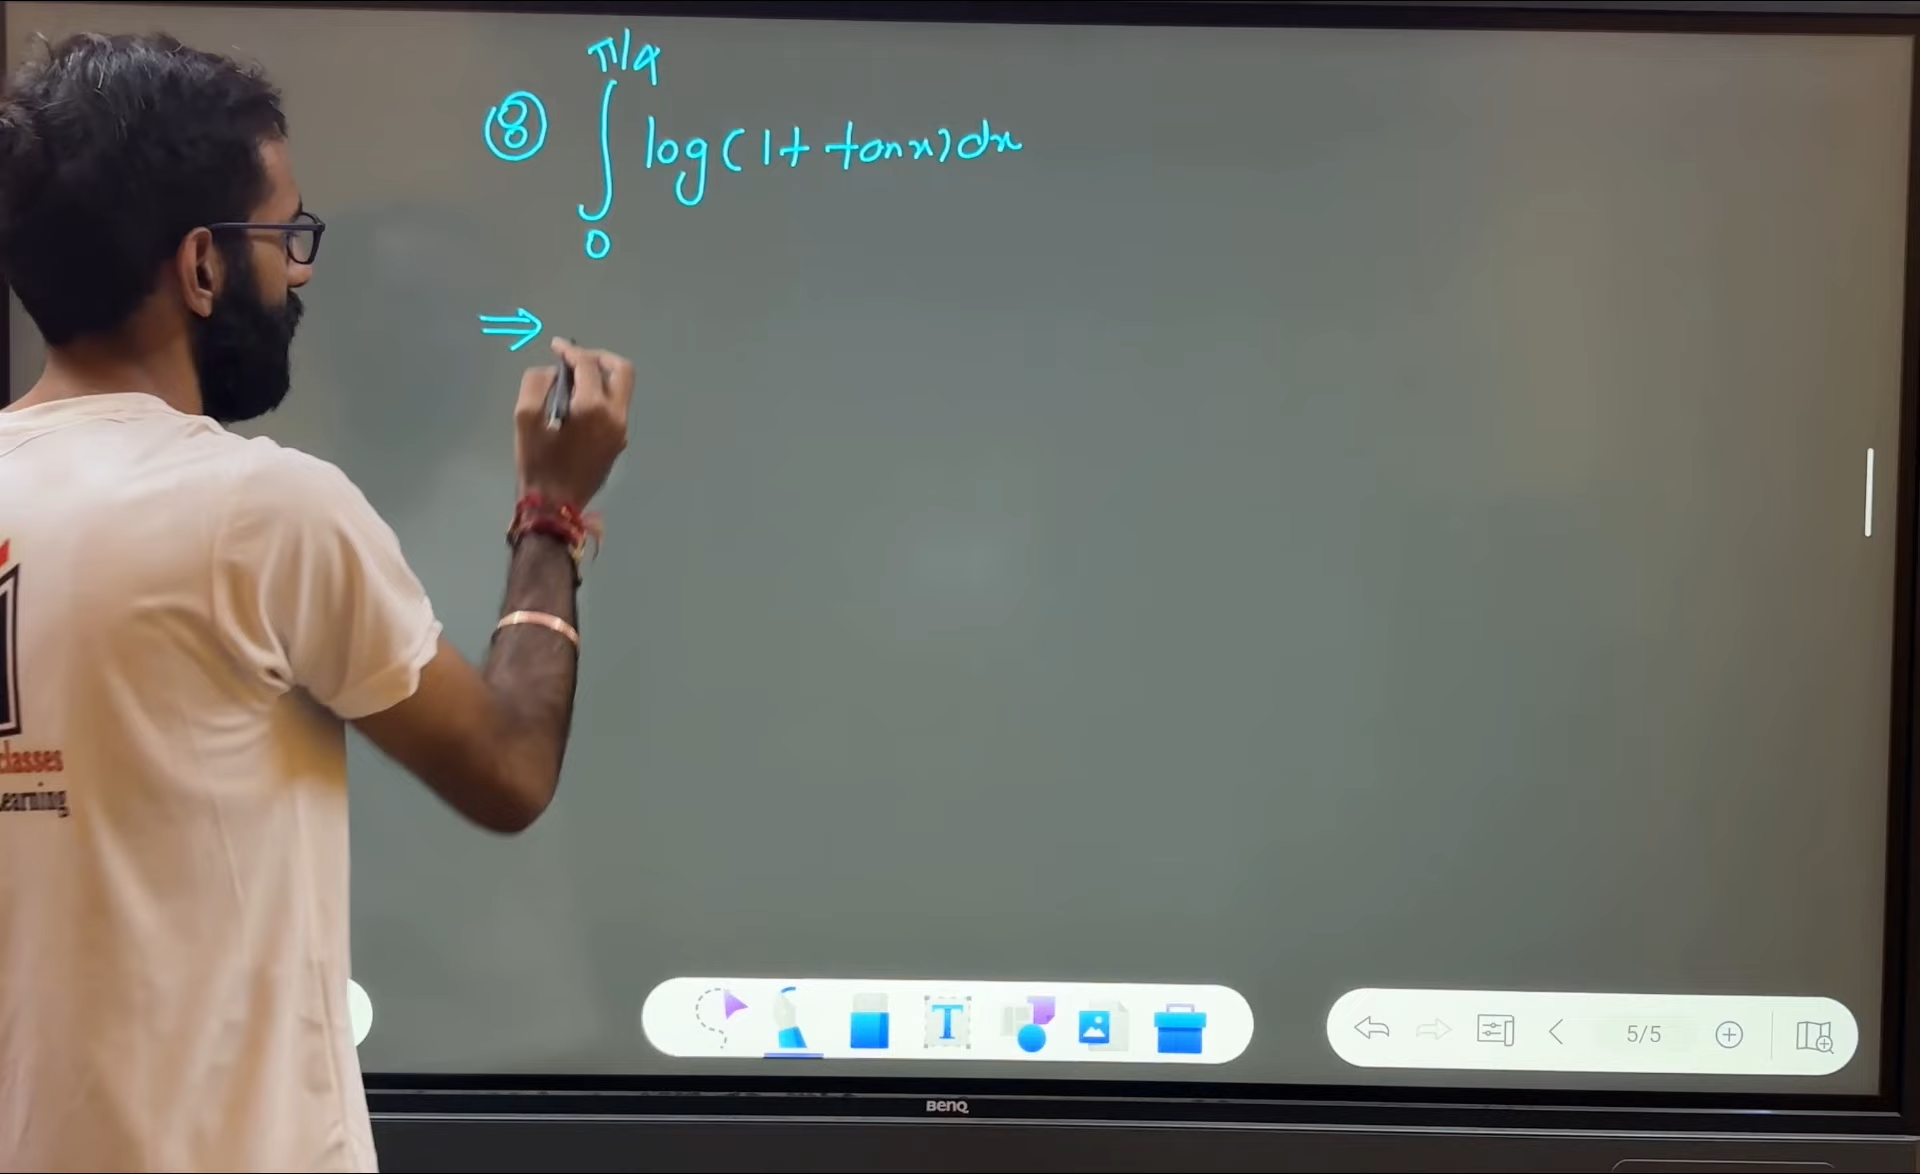 π/4
⑧ ∫ log(1+ tanx)dx
0
⇒
classes
Learning
T
5/5
BenQ